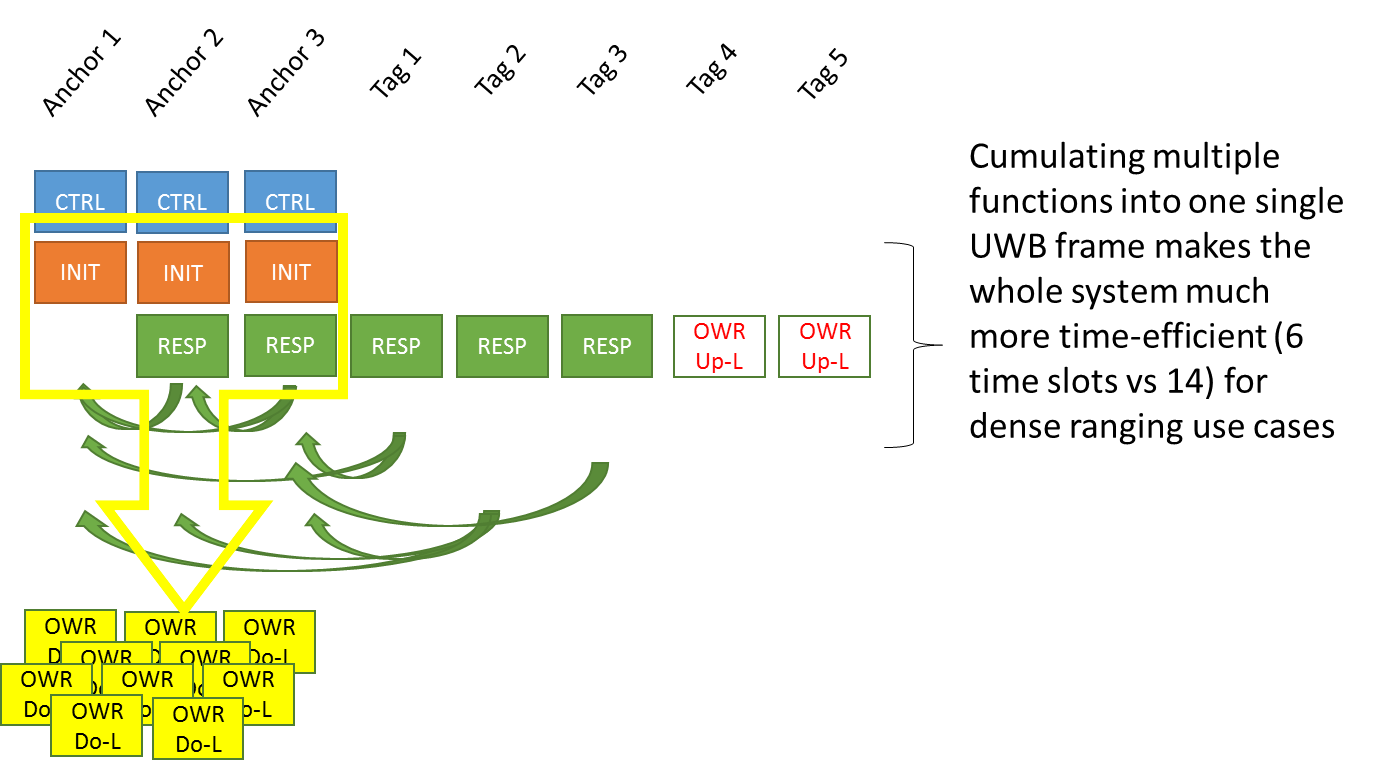 Anchor 1
Anchor 2
Anchor 3
Tag 1
Tag 2
Tag 3
Tag 4
Tag 5
CTRL
CTRL
CTRL
INIT
INIT
INIT
RESP
RESP
RESP
RESP
RESP
OWR
Up-L
OWR
Up-L
Cumulating multiple
functions into one single
UWB frame makes the
whole system much
more time-efficient (6
time slots vs 14) for
dense ranging use cases
OWR
OWR
OWR
Do-L
OWR
OWR
OWR
OWR
OWR
Do-L
OWR
Do-L
OWR
Do-L